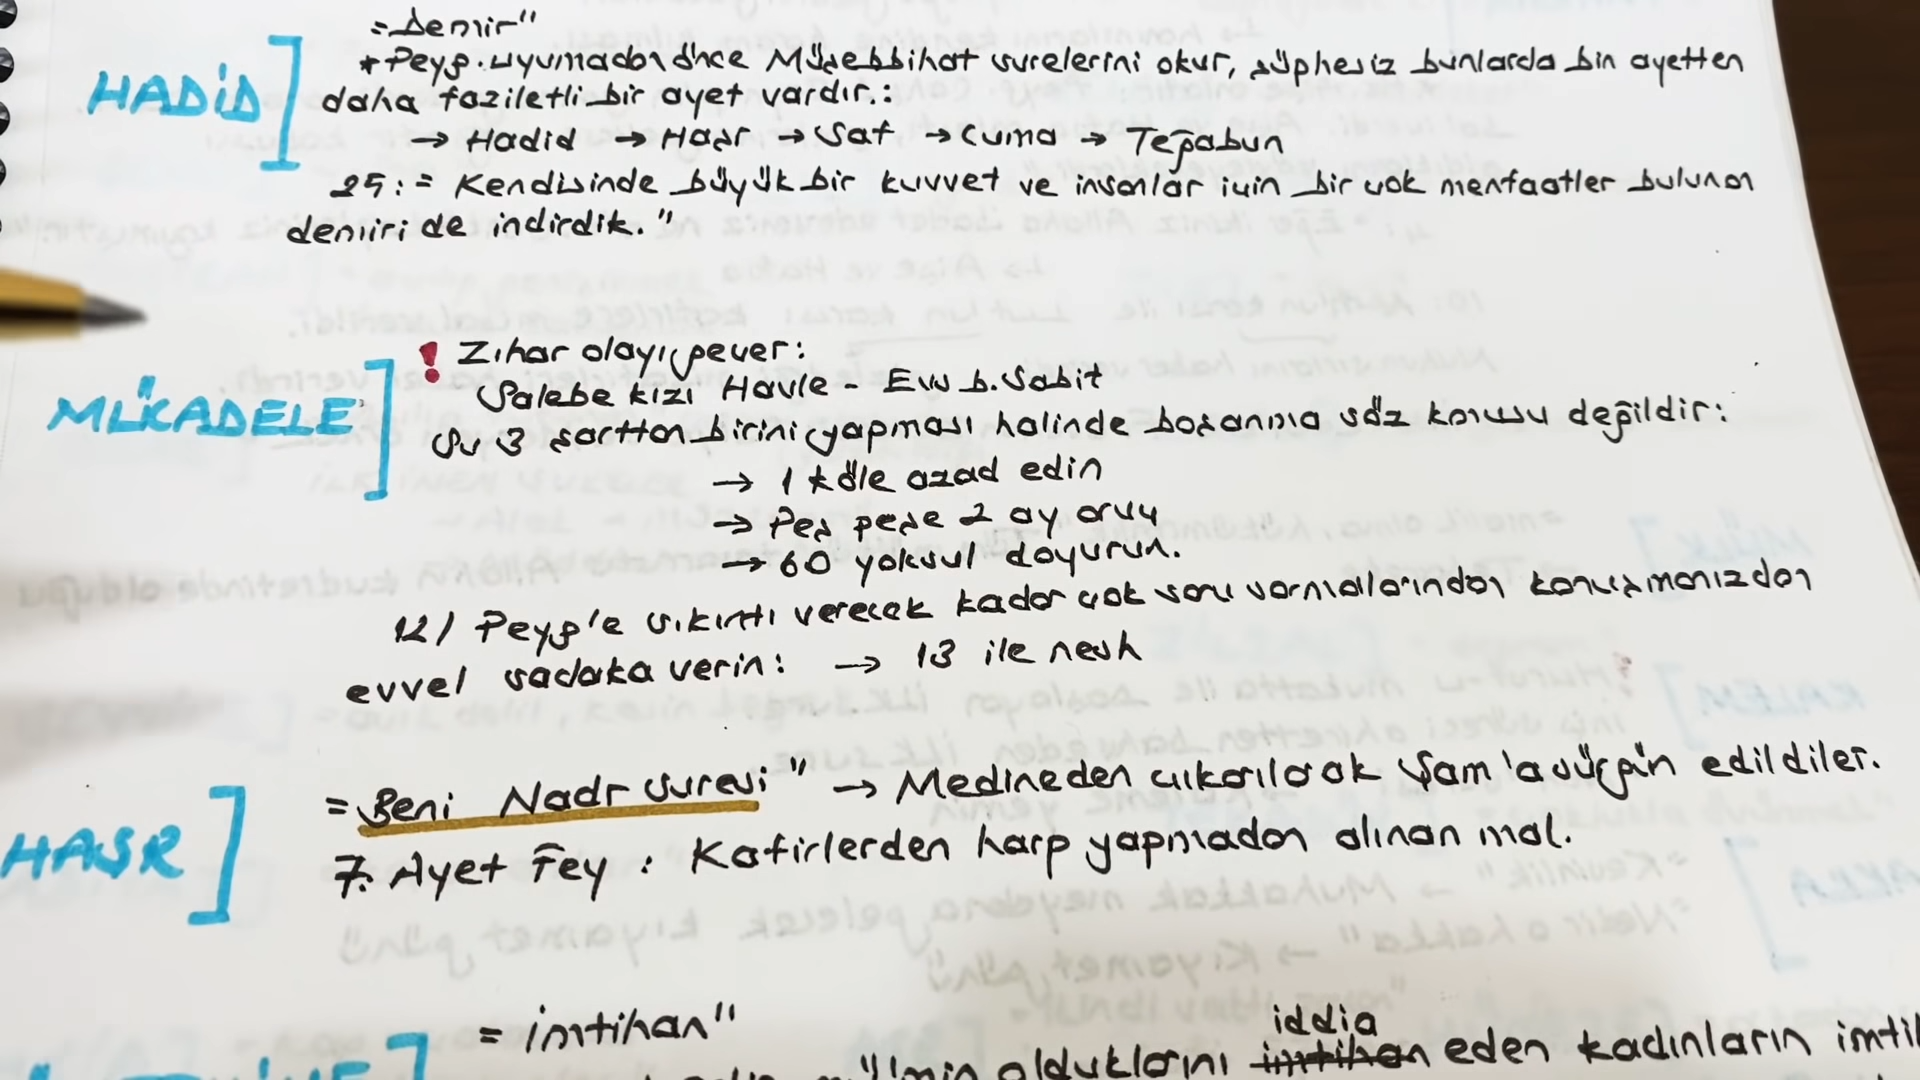 HADİD
= Demir"
* Peyg. uyumadan önce Müsebbihat surelerini okur, şüphesiz bunlarda bin ayetten
daha faziletli bir ayet vardır.:
→ Hadid → Haşr → Saf → Cuma → Teğabun
25: = Kendisinde büyük bir kuvvet ve insanlar için bir çok menfaatler bulunan
demiri de indirdik."
MÜCADELE
! Zıhar olayı geçer:
Salebe kızı Havle - Evs b. Sabit
Şu 3 şarttan birini yapması halinde boşanma söz konusu değildir:
→ 1 köle azad edin
→ Peş peşe 2 ay oruç
→ 60 yoksul doyurun.
12/ Peyg'e sıkıntı verecek kadar çok soru sormalarından konuşmanızdan
evvel sadaka verin: → 13 ile nesh
HAŞR
= Beni Nadr suresi" → Medineden çıkarılarak Şam'a sürgün edildiler.
7. Ayet Fey: Kafirlerden harp yapmadan alınan mal.
= imtihan"
iddia
olduklarını imtihan eden kadınların